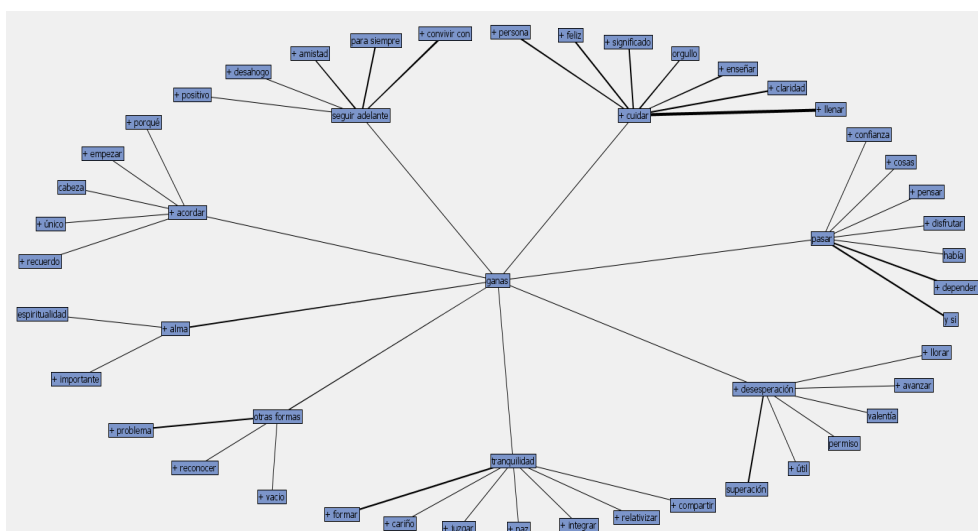 + convivir con
para siempre
+ amistad
+ desahogo
+ positivo
seguir adelante
+ persona
+ feliz
+ significado
orgullo
+ enseñar
+ claridad
+ llenar
+ cuidar
+ porqué
+ empezar
cabeza
+ único
+ recuerdo
+ acordar
+ confianza
+ cosas
+ pensar
+ disfrutar
había
+ depender
y si
pasar
ganas
espiritualidad
+ alma
+ importante
otras formas
+ problema
+ reconocer
+ vacio
+ desesperación
+ llorar
+ avanzar
valentía
permiso
+ útil
superación
tranquilidad
+ formar
+ cariño
+ paz
+ integrar
+ relativizar
+ compartir